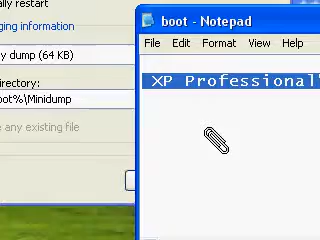 ally restart
ging information
y dump (64 KB)
irectory:
oot%\Minidump
e any existing file
boot - Notepad
File Edit Format View Help
XP Professional"